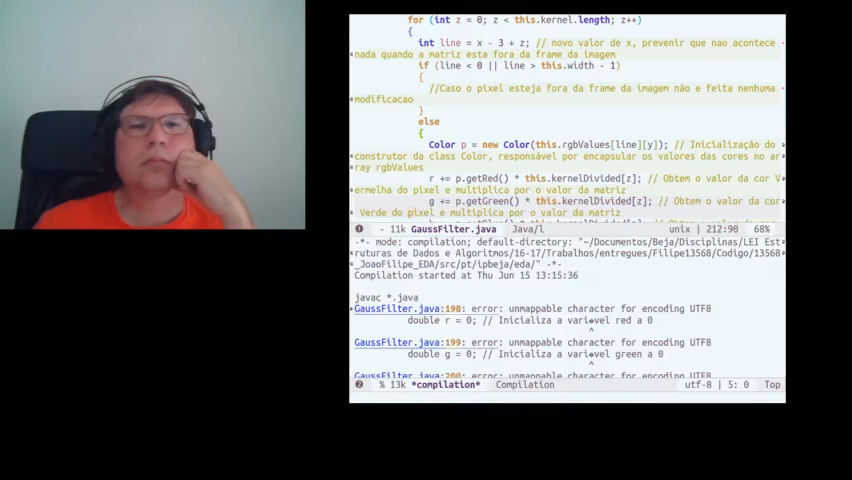 for (int z = 0; z < this.kernel.length; z++)
{
int line = x - 3 + z; // novo valor de x, prevenir que nao acontece
nada quando a matriz esta fora da frame da imagem
if (line < 0 || line > this.width - 1)
{
//Caso o pixel esteja fora da frame da imagem não e feita nenhuma
modificacao
}
else
{
Color p = new Color(this.rgbValues[line][y]); // Inicialização do
construtor da class Color, responsável por encapsular os valores das cores no ar
ray rgbValues
r += p.getRed() * this.kernelDivided[z]; // Obtem o valor da cor V
ermelha do pixel e multiplica por o valor da matriz
g += p.getGreen() * this.kernelDivided[z]; // Obtem o valor da cor
Verde do pixel e multiplica por o valor da matriz
❶ - 11k GaussFilter.java Java/l unix | 212:90 68%
-*- mode: compilation; default-directory: "~/Documentos/Beja/Disciplinas/LEI Est
ruturas de Dados e Algoritmos/16-17/Trabalho/entregues/Filipe13568/Codigo/13568
_JoaoFilipe_EDA/src/pt/ipbeja/eda/" -*-
Compilation started at Thu Jun 15 13:15:36
javac *.java
GaussFilter.java:198: error: unmappable character for encoding UTF8
double r = 0; // Inicializa a vari�vel red a 0
^
GaussFilter.java:199: error: unmappable character for encoding UTF8
double g = 0; // Inicializa a vari�vel green a 0
^
GaussFilter.java:200: error: unmappable character for encoding UTF8
❷ % 13k *compilation* Compilation utf-8 | 5: 0 Top